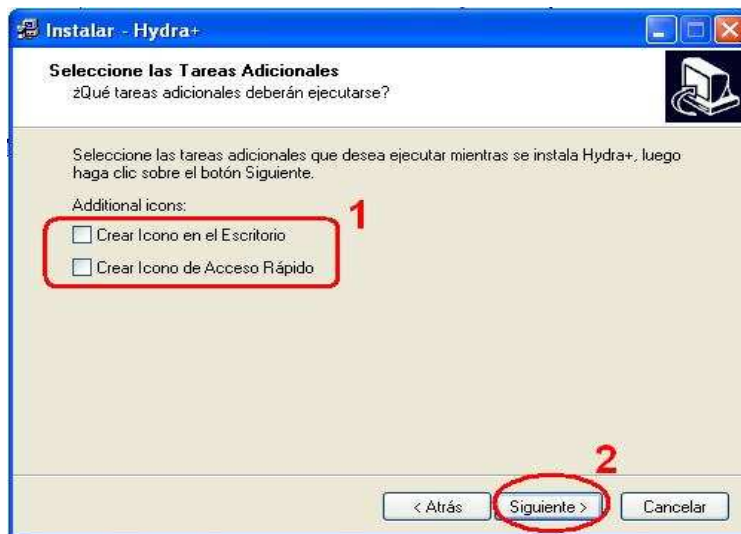 Instalar - Hydra+
Seleccione las Tareas Adicionales
¿Qué tareas adicionales deberán ejecutarse?
Seleccione las tareas adicionales que desea ejecutar mientras se instala Hydra+, luego
haga clic sobre el botón Siguiente.
Additional icons:
1
Crear Icono en el Escritorio
Crear Icono de Acceso Rápido
2
< Atrás
Siguiente >
Cancelar